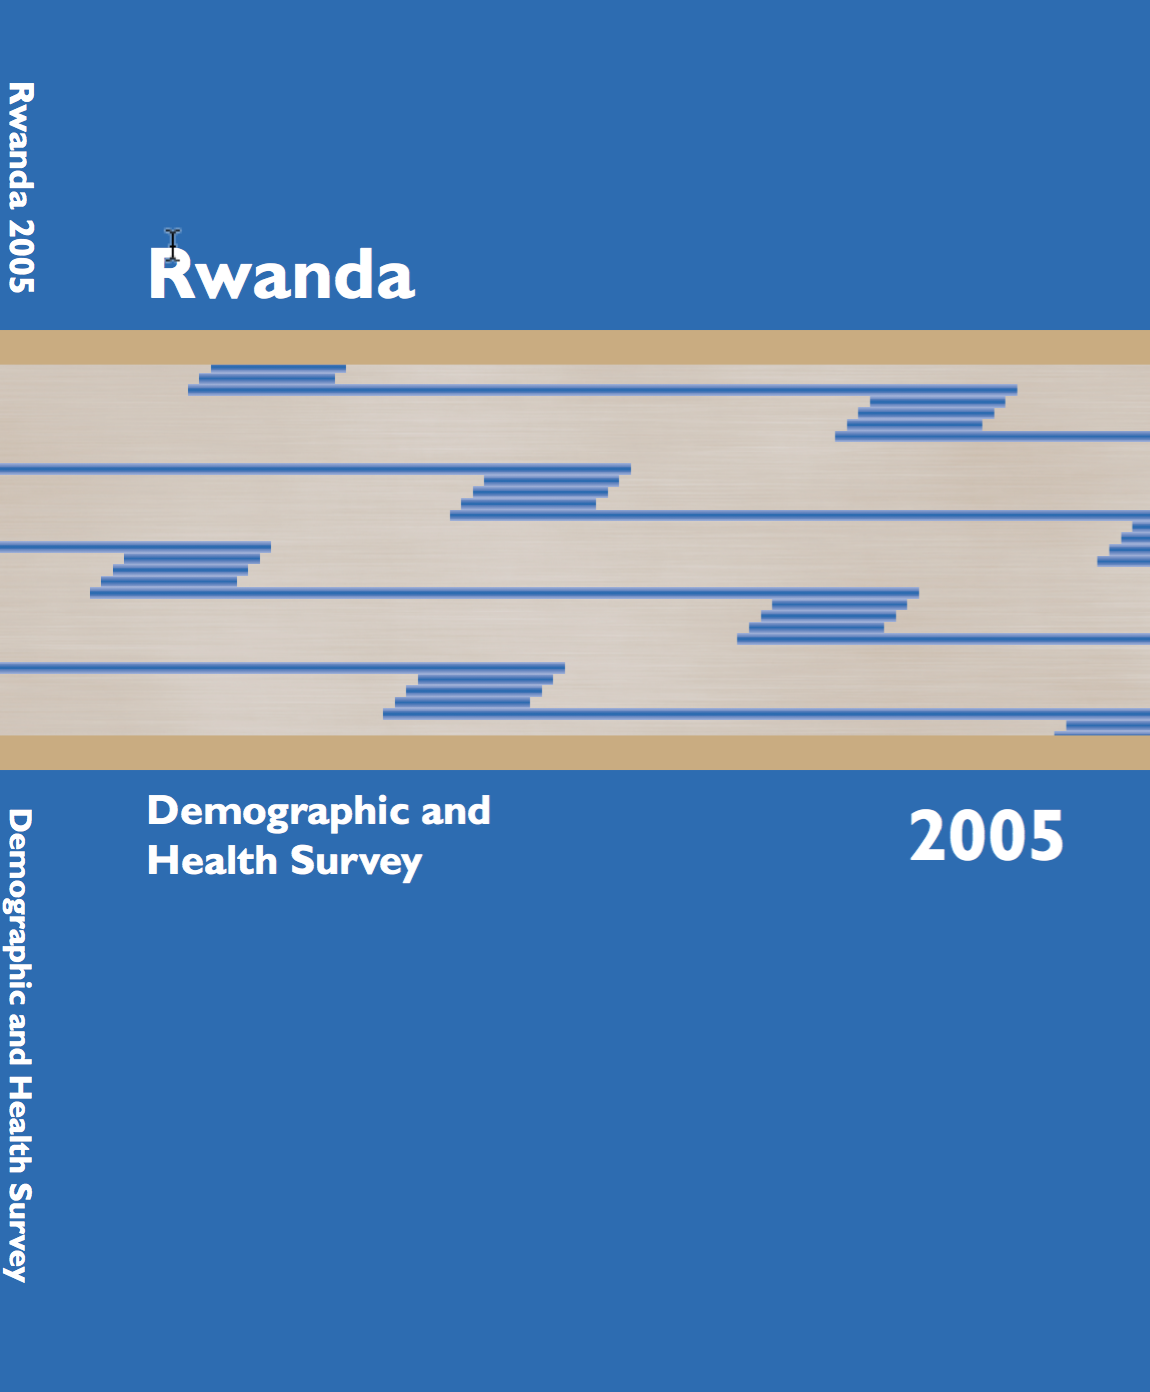 Rwanda 2005
Rwanda
Demographic and
Health Survey
2005
Demographic and Health Survey